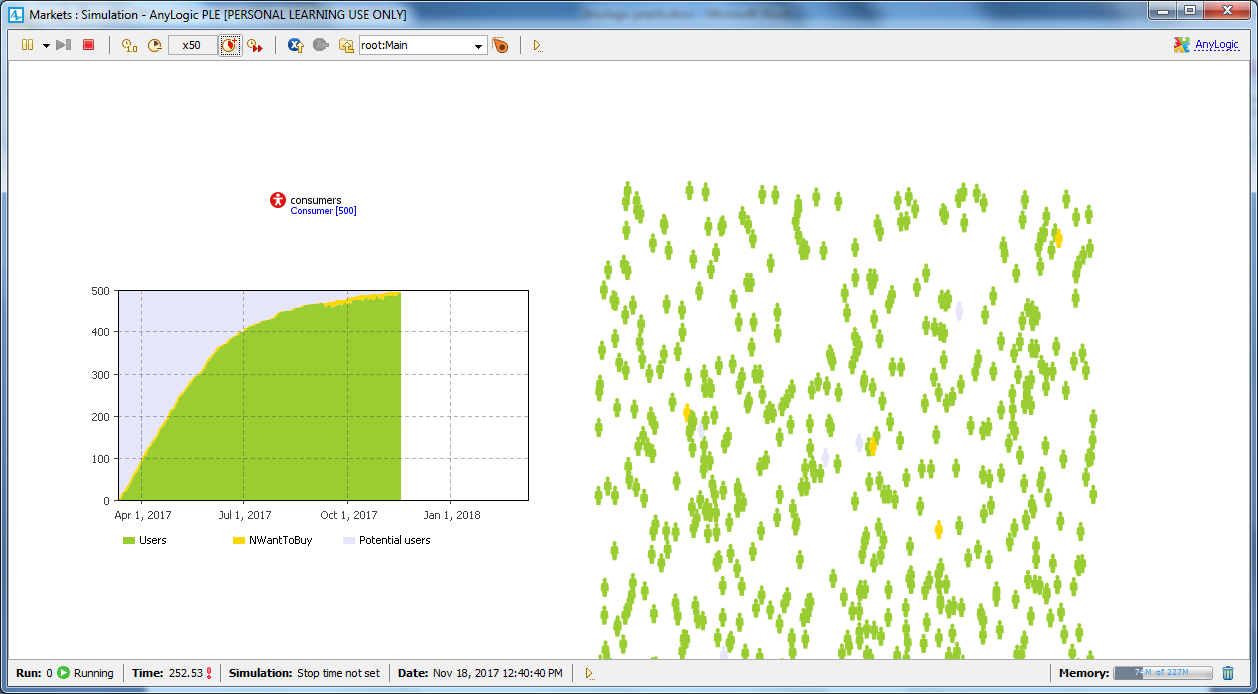 Markets : Simulation - AnyLogic PLE [PERSONAL LEARNING USE ONLY]
1.0 x50 root:Main AnyLogic
consumers
Consumer [500]
500
400
300
200
100
0
Apr 1, 2017 Jul 1, 2017 Oct 1, 2017 Jan 1, 2018
Users NWantToBuy Potential users
Run: 0 Running Time: 252.53 Simulation: Stop time not set Date: Nov 18, 2017 12:40:40 PM Memory: M of 227M